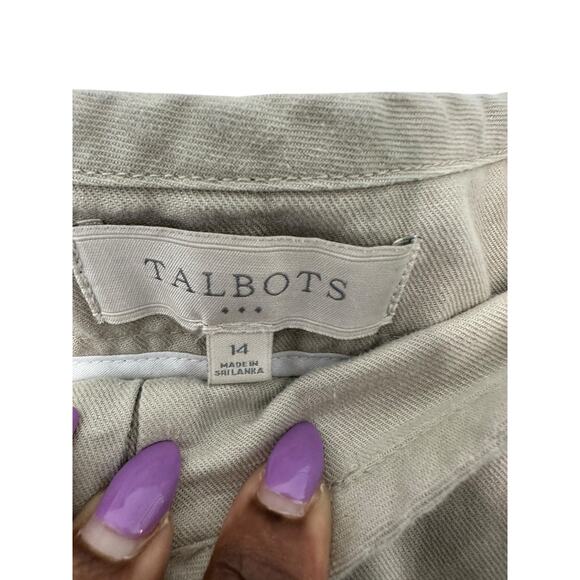 TALBOTS
14
MADE IN
SRI LANKA